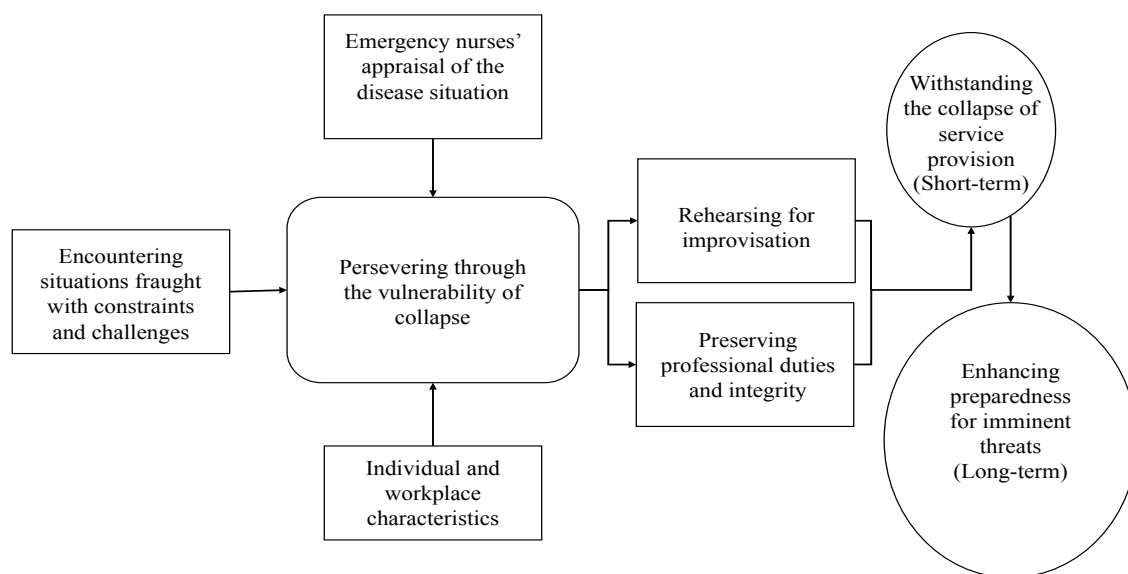 Emergency nurses’
appraisal of the
disease situation
Encountering
situations fraught
with constraints
and challenges
Persevering through
the vulnerability of
collapse
Individual and
workplace
characteristics
Rehearsing for
improvisation
Preserving
professional duties
and integrity
Withstanding
the collapse of
service
provision
(Short-term)
Enhancing
preparedness
for imminent
threats
(Long-term)